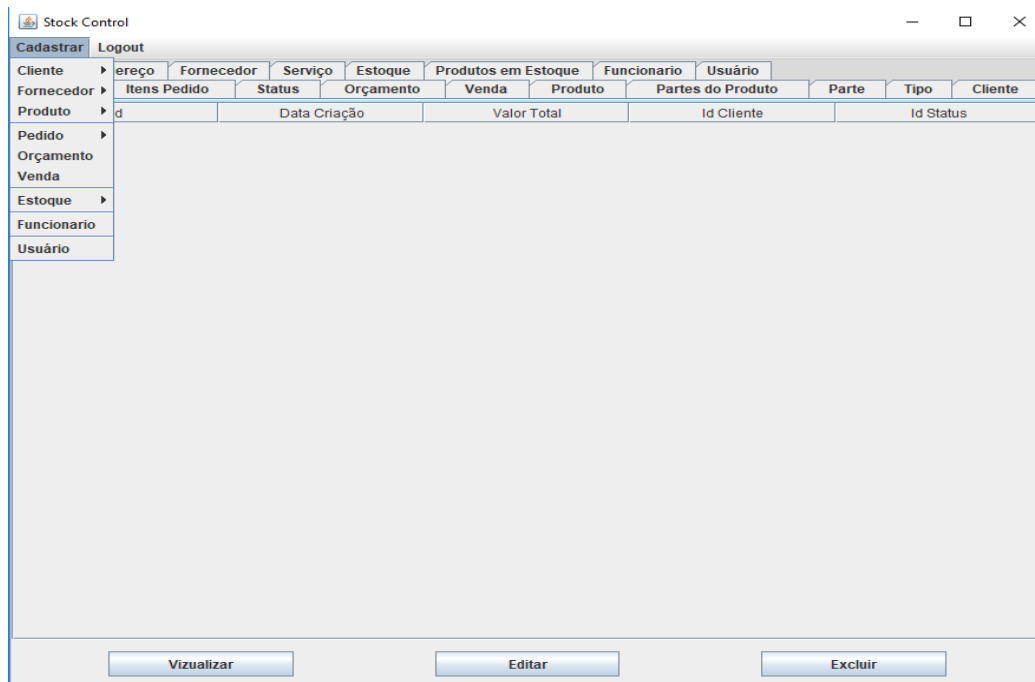 Stock Control
Cadastrar Logout
Cliente ereço Fornecedor Serviço Estoque Produtos em Estoque Funcionario Usuário
Fornecedor Itens Pedido Status Orçamento Venda Produto Partes do Produto Parte Tipo Cliente
Produto d Data Criação Valor Total Id Cliente Id Status
Pedido
Orçamento
Venda
Estoque
Funcionario
Usuário
Vizualizar Editar Excluir